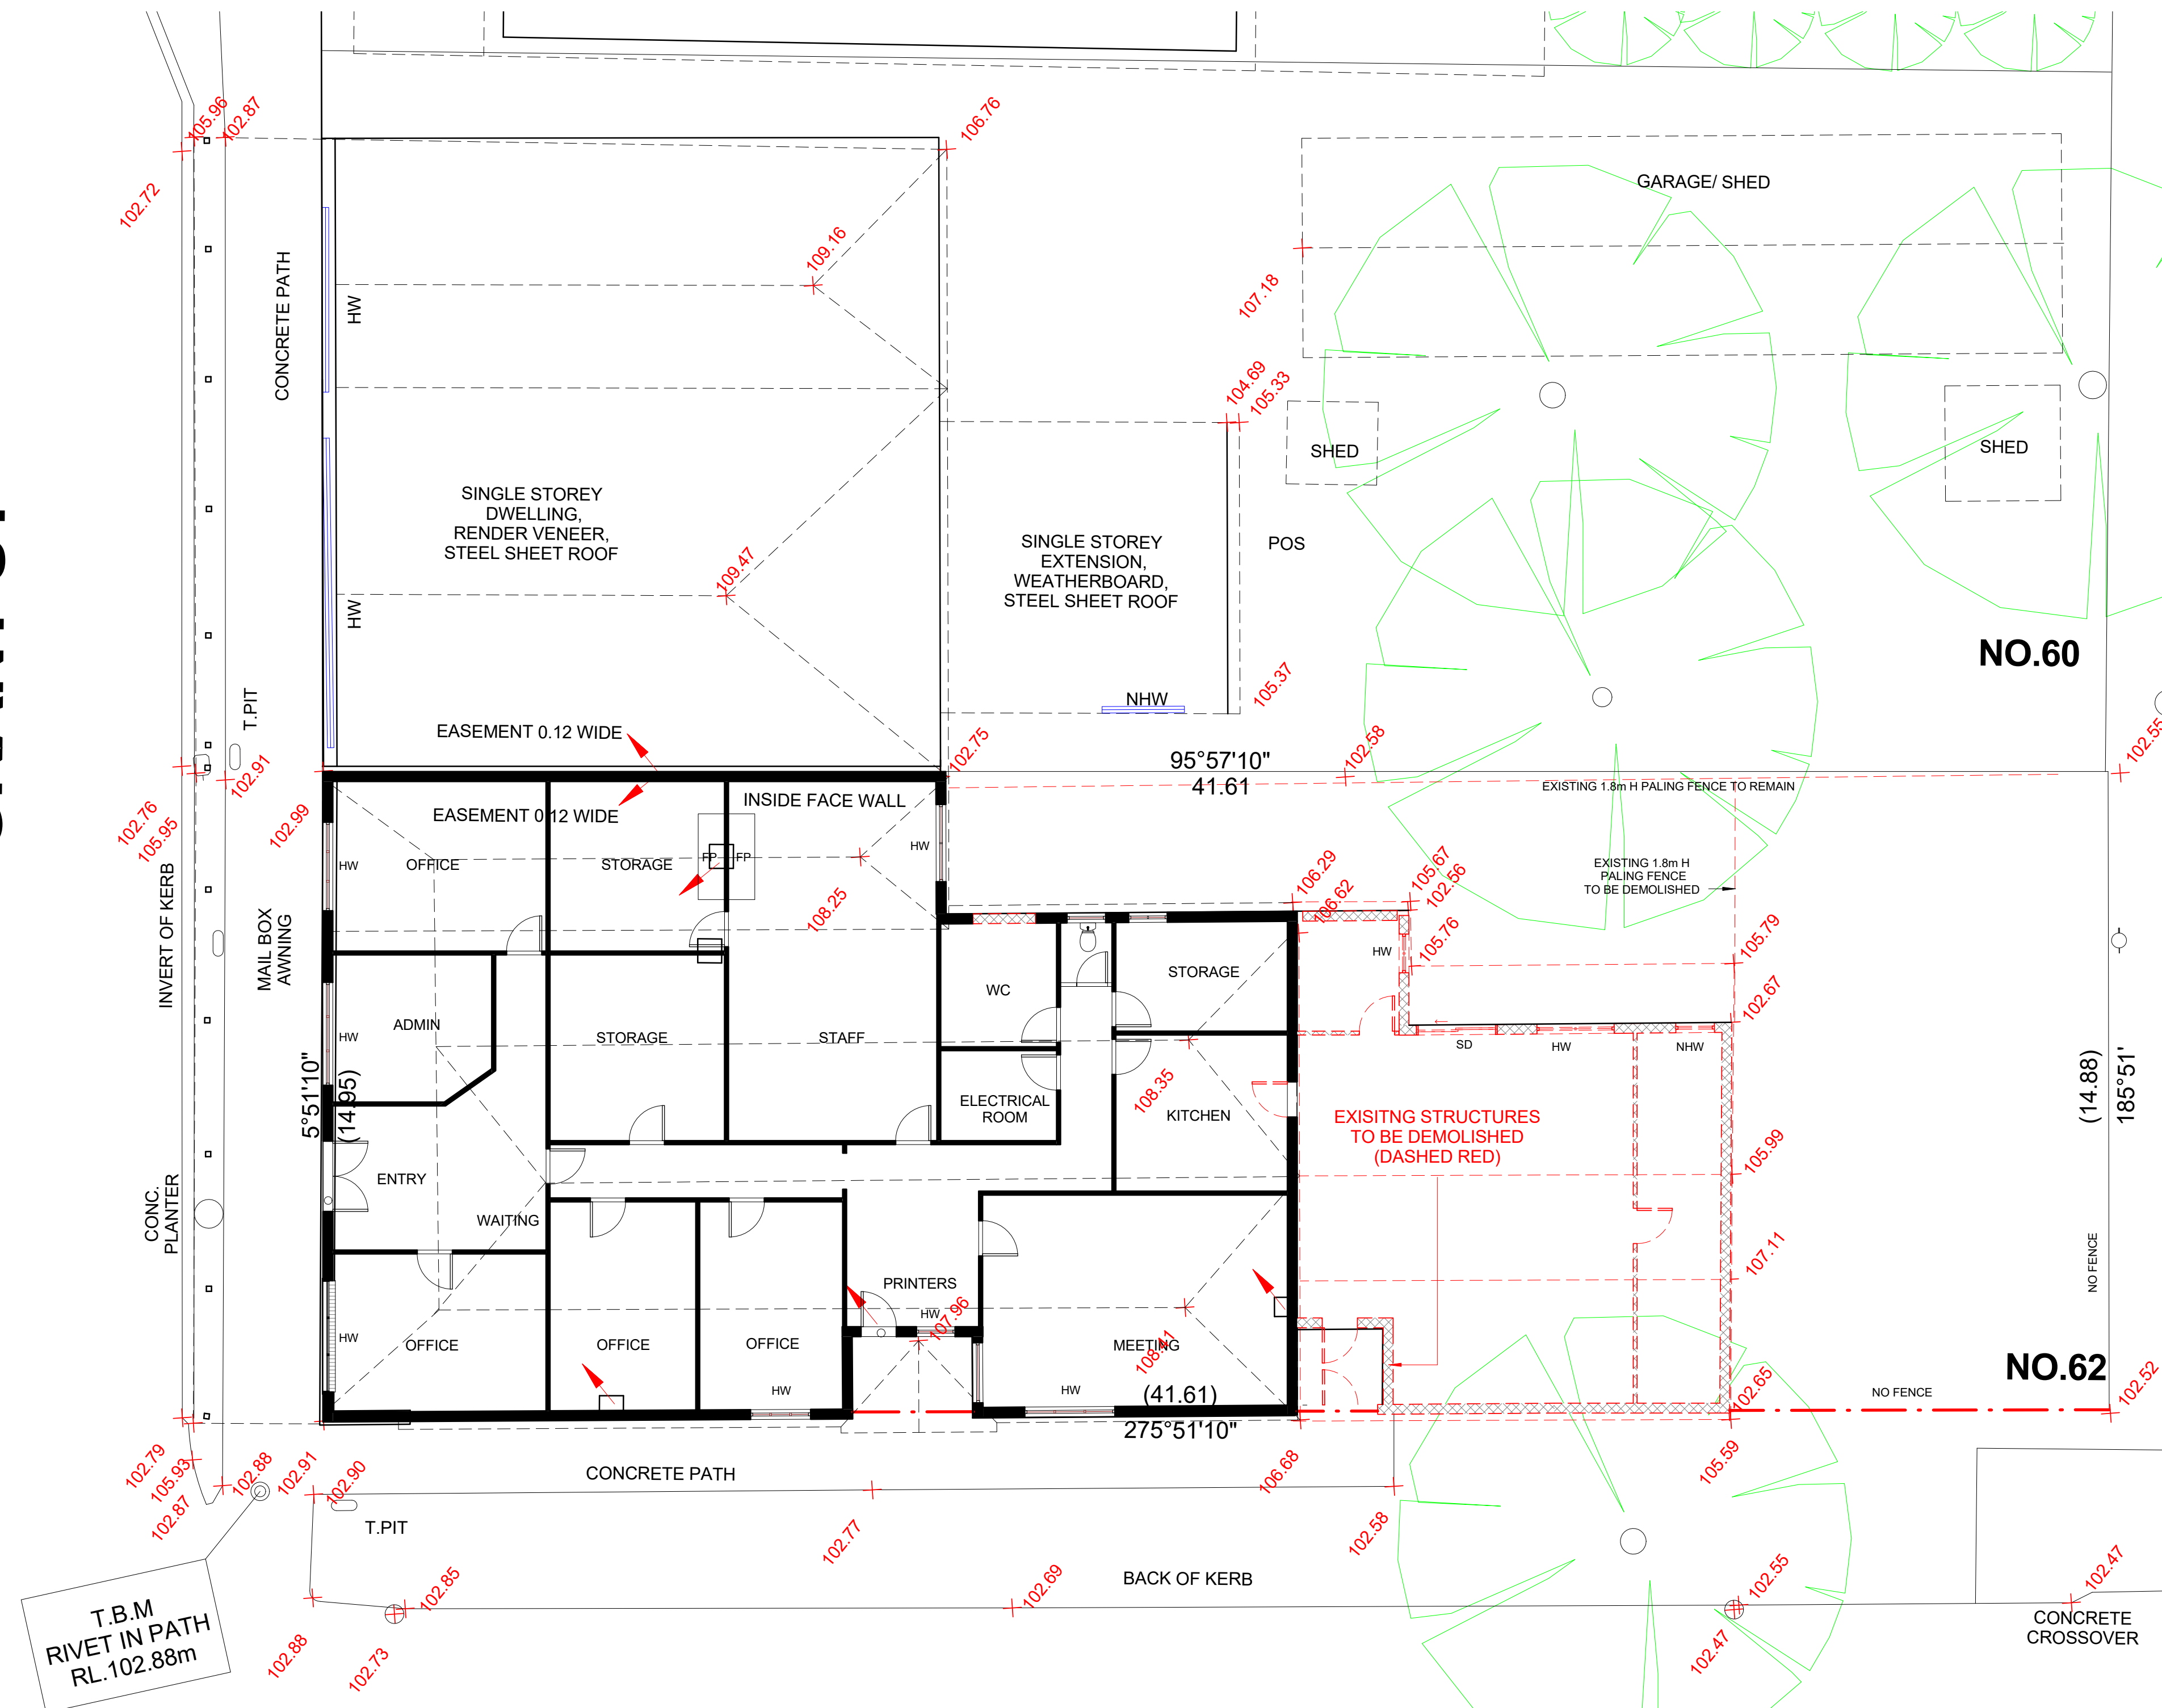 105.96
102.87
106.76
102.72
GARAGE/ SHED
109.16
107.18
CONCRETE PATH
HW
104.69
105.33
SHED
SHED
SINGLE STOREY
DWELLING,
RENDER VENEER,
STEEL SHEET ROOF
SINGLE STOREY
EXTENSION,
WEATHERBOARD,
STEEL SHEET ROOF
POS
109.47
HW
NO.60
105.37
NHW
T.PIT
EASEMENT 0.12 WIDE
102.75
95°57'10"
41.61
102.58
102.55
102.91
EXISTING 1.8m H PALING FENCE TO REMAIN
INSIDE FACE WALL
EASEMENT 0.12 WIDE
102.76
105.95
102.99
HW
OFFICE
STORAGE
FP
FP
HW
108.25
106.29
106.62
105.67
102.56
EXISTING 1.8m H
PALING FENCE
TO BE DEMOLISHED
INVERT OF KERB
MAIL BOX
AWNING
105.76
105.79
HW
STORAGE
WC
102.67
ADMIN
HW
STORAGE
STAFF
SD
HW
NHW
5°51'10"
(14.95)
108.35
ELECTRICAL
ROOM
KITCHEN
EXISITNG STRUCTURES
TO BE DEMOLISHED
(DASHED RED)
(14.88)
185°51'
105.99
ENTRY
WAITING
CONC.
PLANTER
107.11
NO FENCE
PRINTERS
HW
107.96
HW
OFFICE
OFFICE
OFFICE
HW
MEETING
108.41
HW
(41.61)
275°51'10"
NO.62
NO FENCE
102.65
102.52
105.59
106.68
CONCRETE PATH
102.79
105.93
102.87
102.88
102.91
102.90
T.PIT
102.77
102.58
BACK OF KERB
102.85
102.69
102.55
102.47
T.B.M
RIVET IN PATH
RL.102.88m
102.88
102.73
102.47
CONCRETE
CROSSOVER